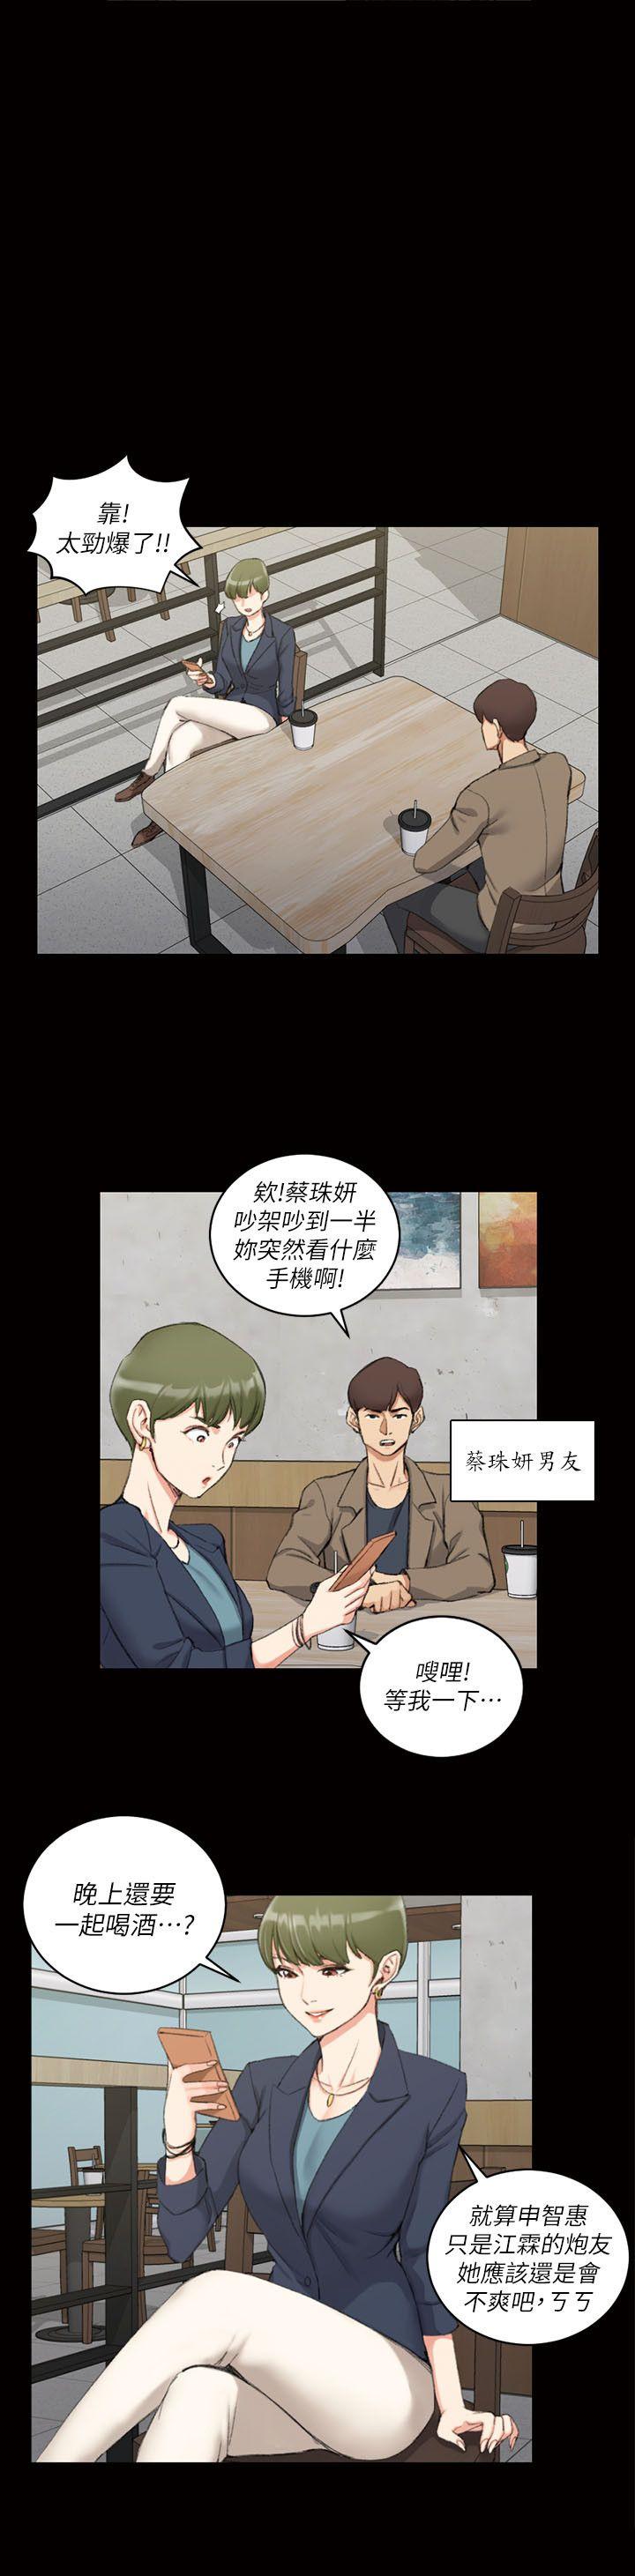 靠!
太勁爆了!!
欸!蔡珠妍
吵架吵到一半
妳突然看什麼
手機啊!
蔡珠妍男友
嗖哩!
等我一下…
晚上還要
一起喝酒…?
就算申智惠
只是江霖的炮友
她應該還是會
不爽吧，ㄎㄎ